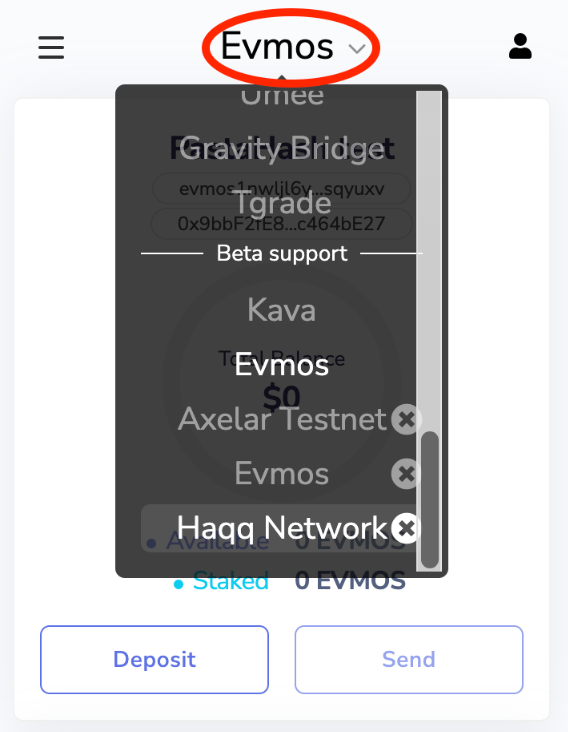 Evmos
Umee
Gravity Bridge
evmos1nwljl6y...sqyuxv
Tgrade
0x9bbF2fE8...c464bE27
Beta support
Kava
Total Balance
Evmos
$0
Axelar Testnet
Evmos
Haqq Network
Available 0 EVMOS
Staked 0 EVMOS
Deposit
Send